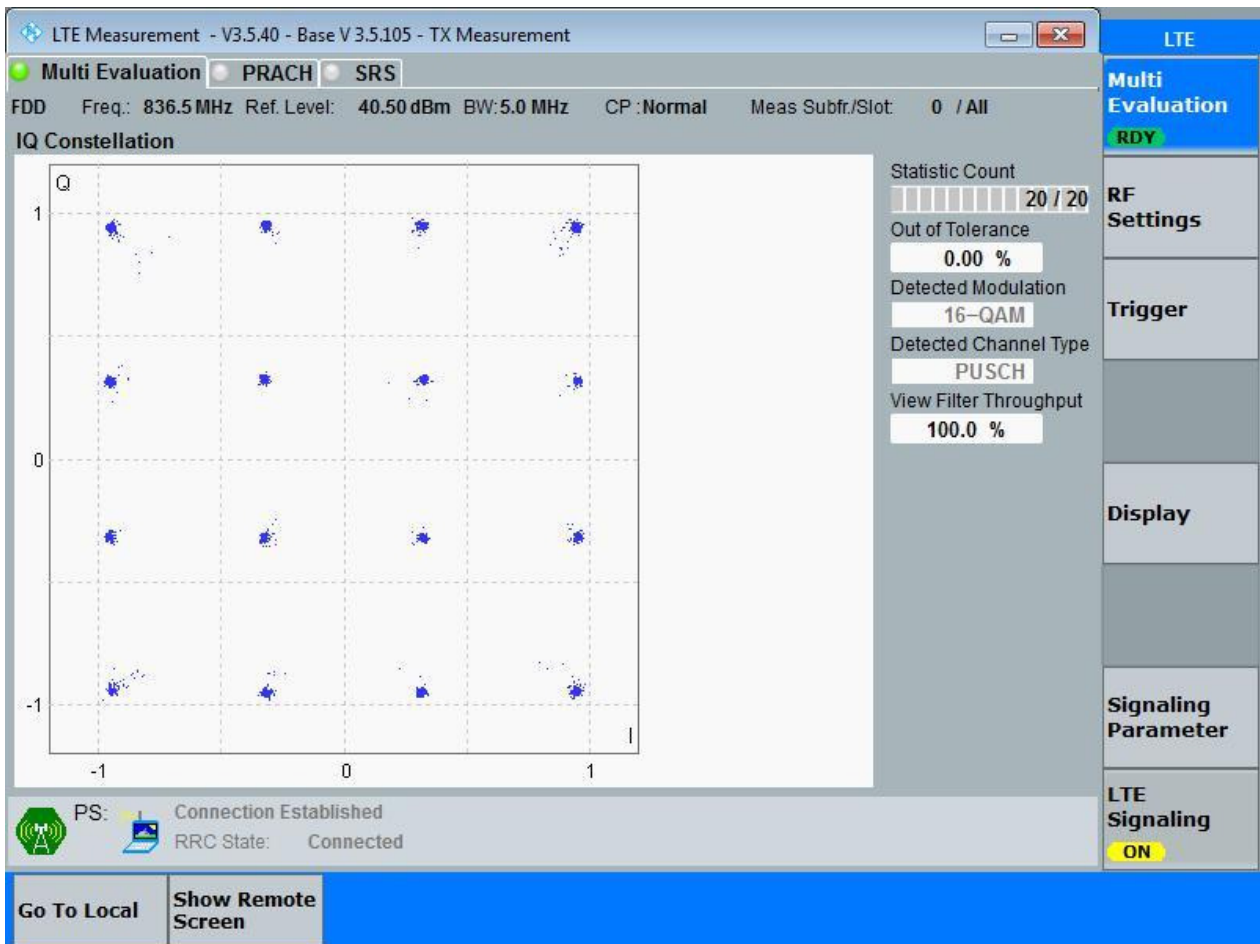 LTE Measurement - V3.5.40 - Base V 3.5.105 - TX Measurement
LTE
Multi Evaluation PRACH SRS
FDD Freq.: 836.5 MHz Ref. Level: 40.50 dBm BW: 5.0 MHz CP : Normal Meas Subfr./Slot: 0 / All
IQ Constellation
Q
1
0
-1
I
-1 0 1
Statistic Count
20 / 20
Out of Tolerance
0.00 %
Detected Modulation
16-QAM
Detected Channel Type
PUSCH
View Filter Throughput
100.0 %
Multi
Evaluation
RDY
RF
Settings
Trigger
Display
Signaling
Parameter
LTE
Signaling
ON
PS: Connection Established
RRC State: Connected
Go To Local
Show Remote
Screen